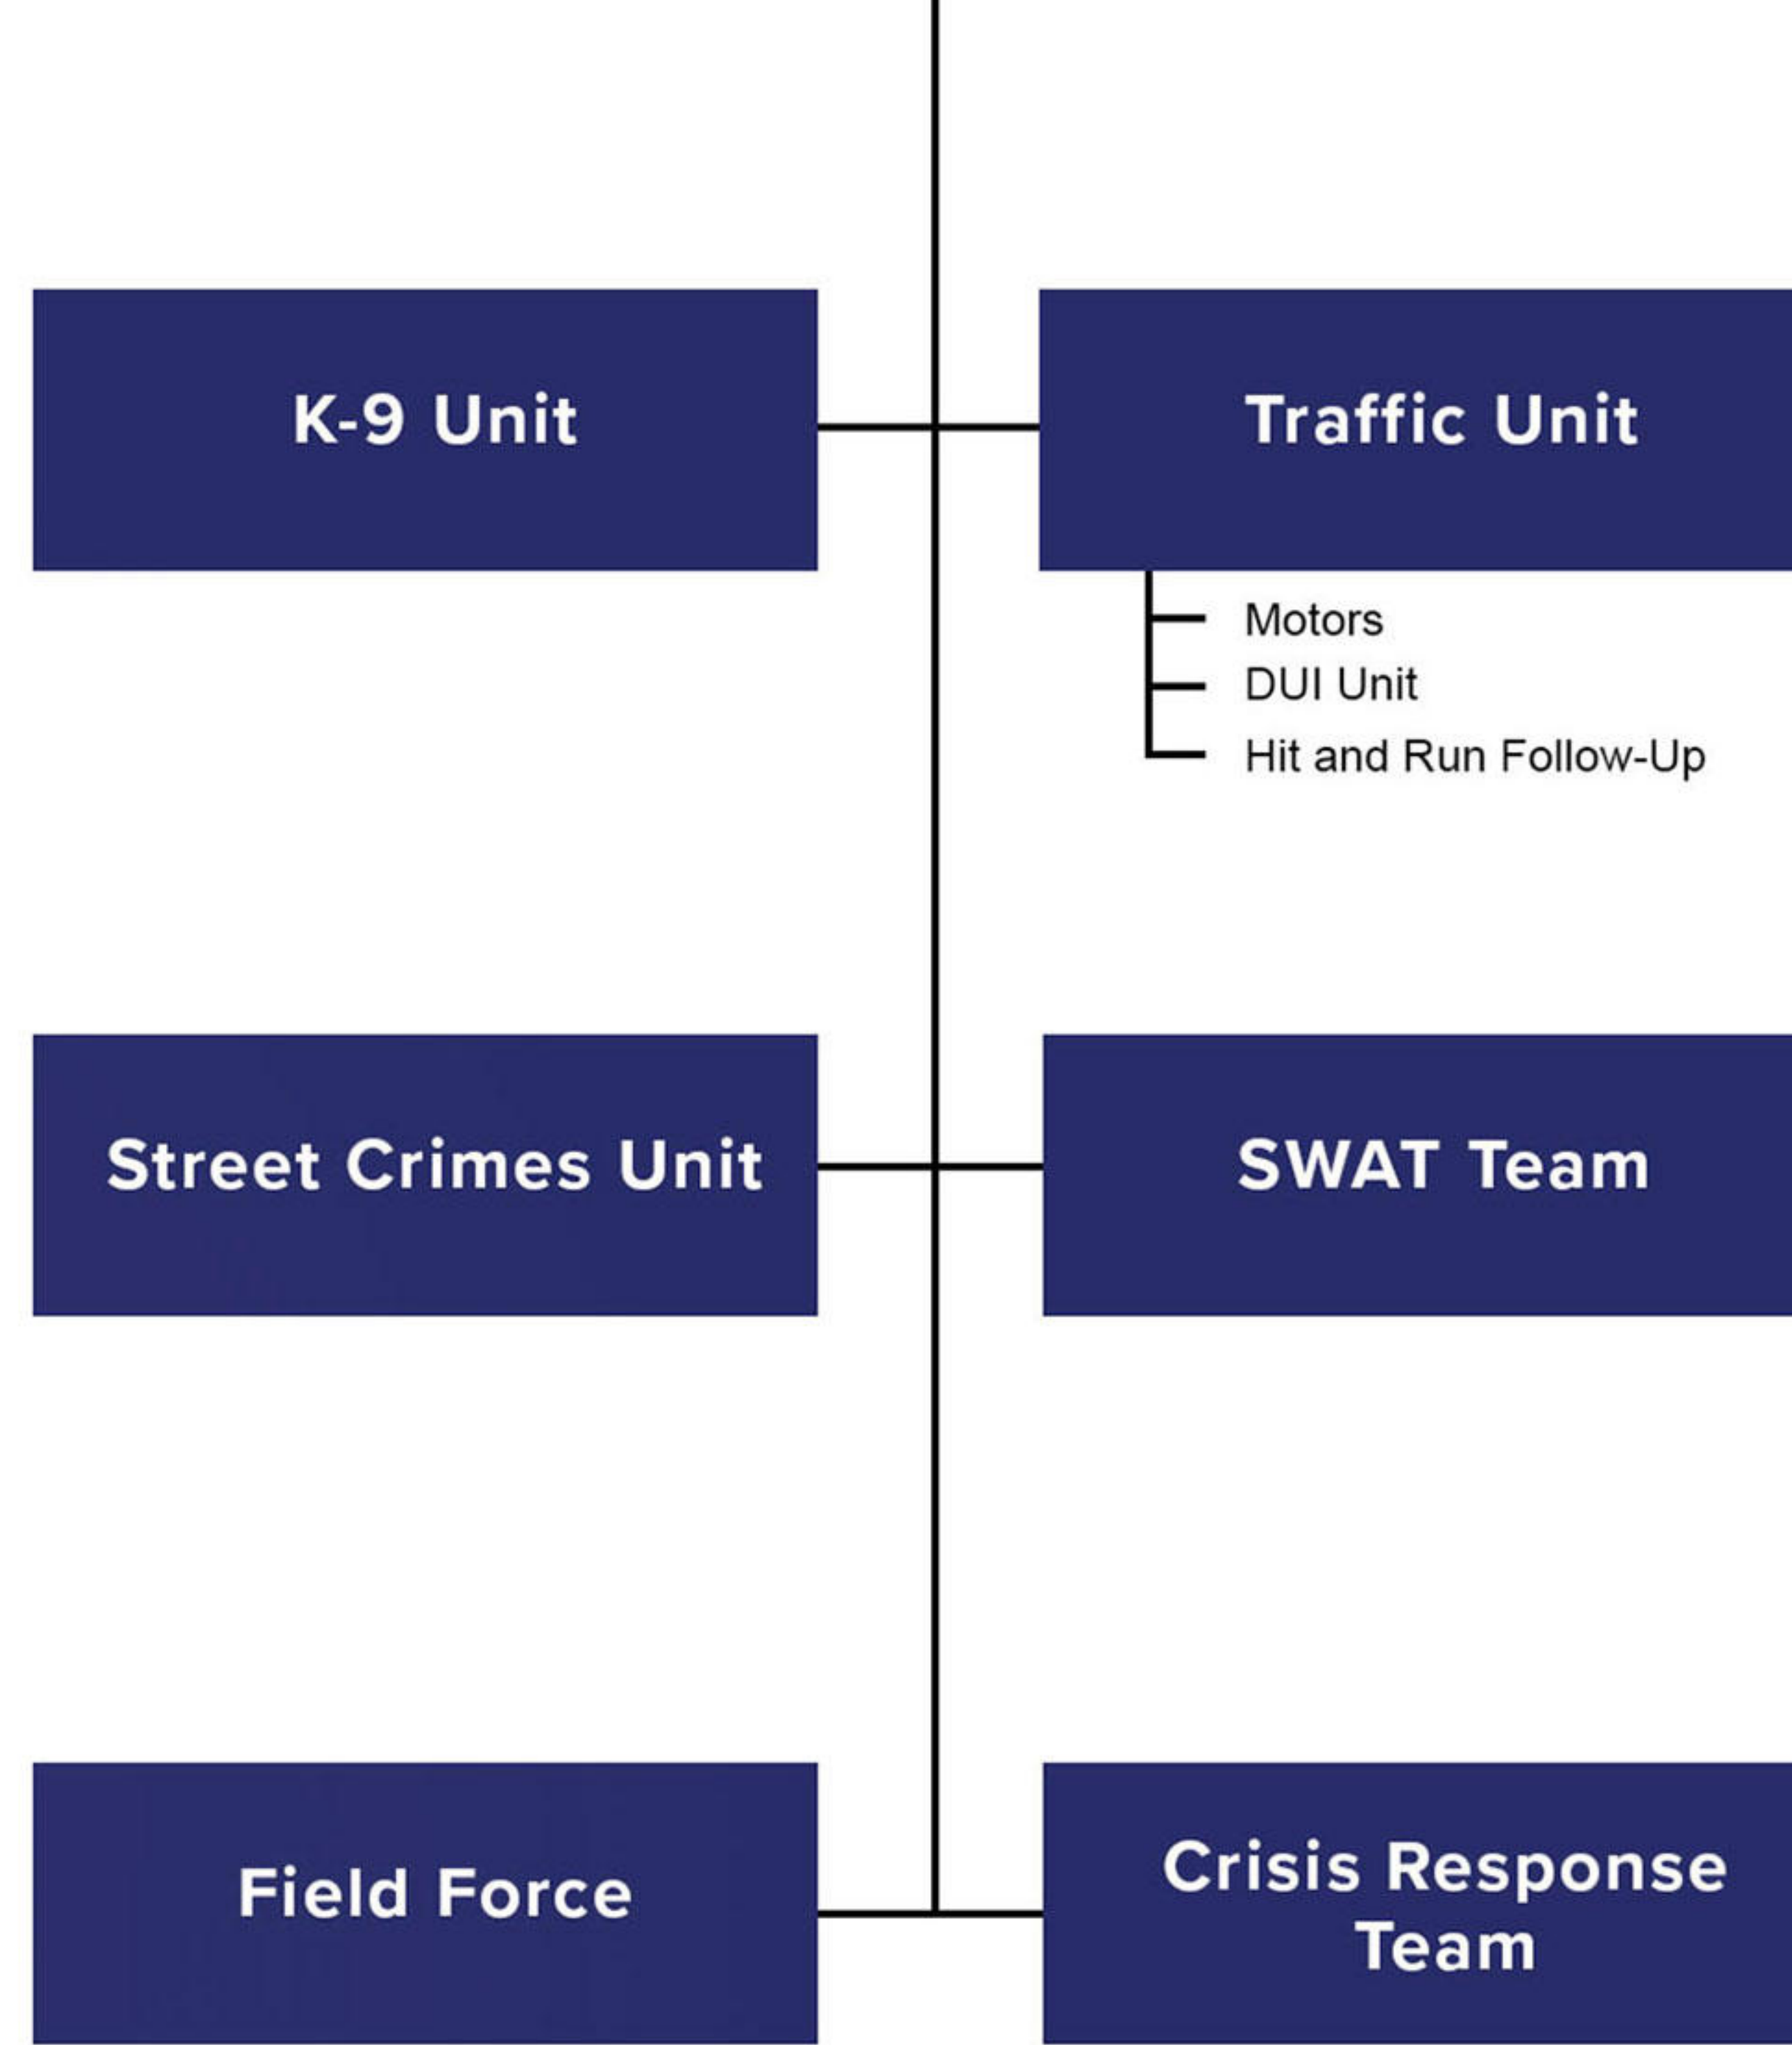 K-9 Unit
Traffic Unit
Motors
DUI Unit
Hit and Run Follow-Up
Street Crimes Unit
SWAT Team
Field Force
Crisis Response
Team